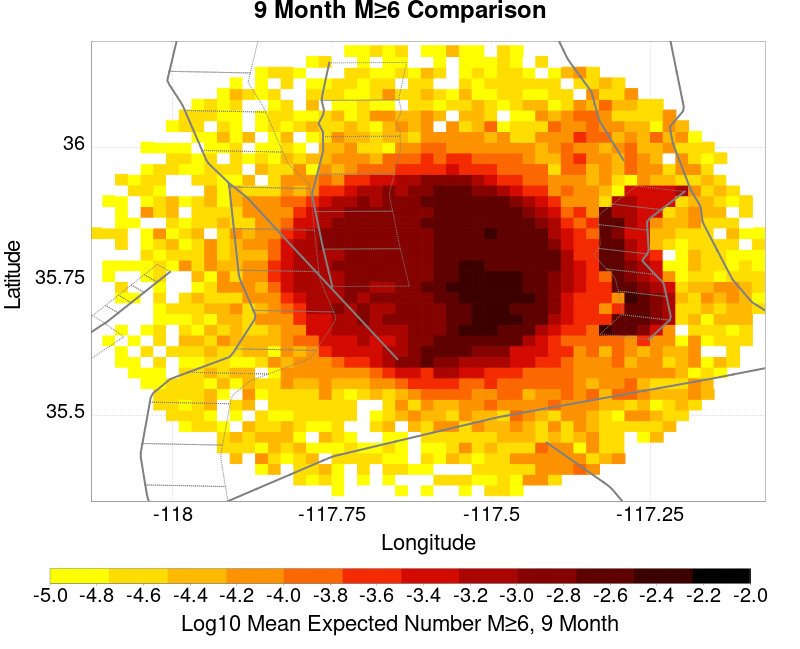 9 Month M≥6 Comparison
36
35.75
35.5
Latitude
-118 -117.75 -117.5 -117.25
Longitude
-5.0 -4.8 -4.6 -4.4 -4.2 -4.0 -3.8 -3.6 -3.4 -3.2 -3.0 -2.8 -2.6 -2.4 -2.2 -2.0
Log10 Mean Expected Number M≥6, 9 Month